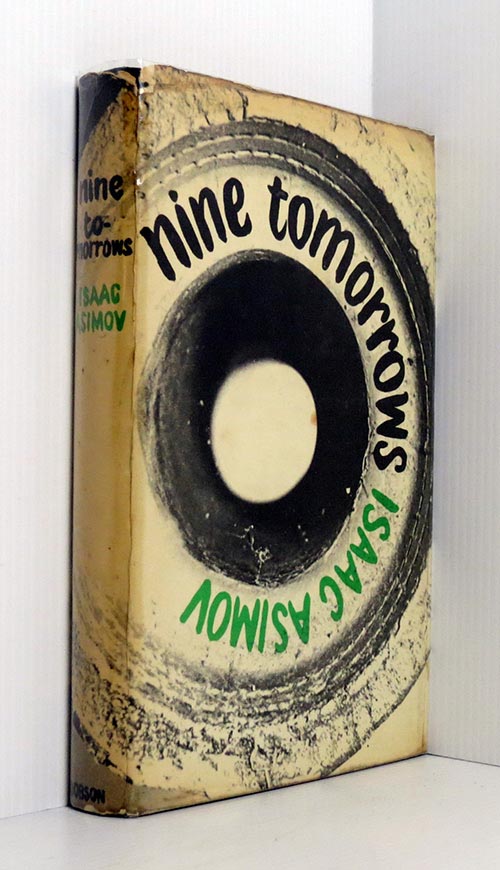 nine
to-
morrows
ISAAC
ASIMOV
DOBSON
nine tomorrows ISAAC ASIMOV